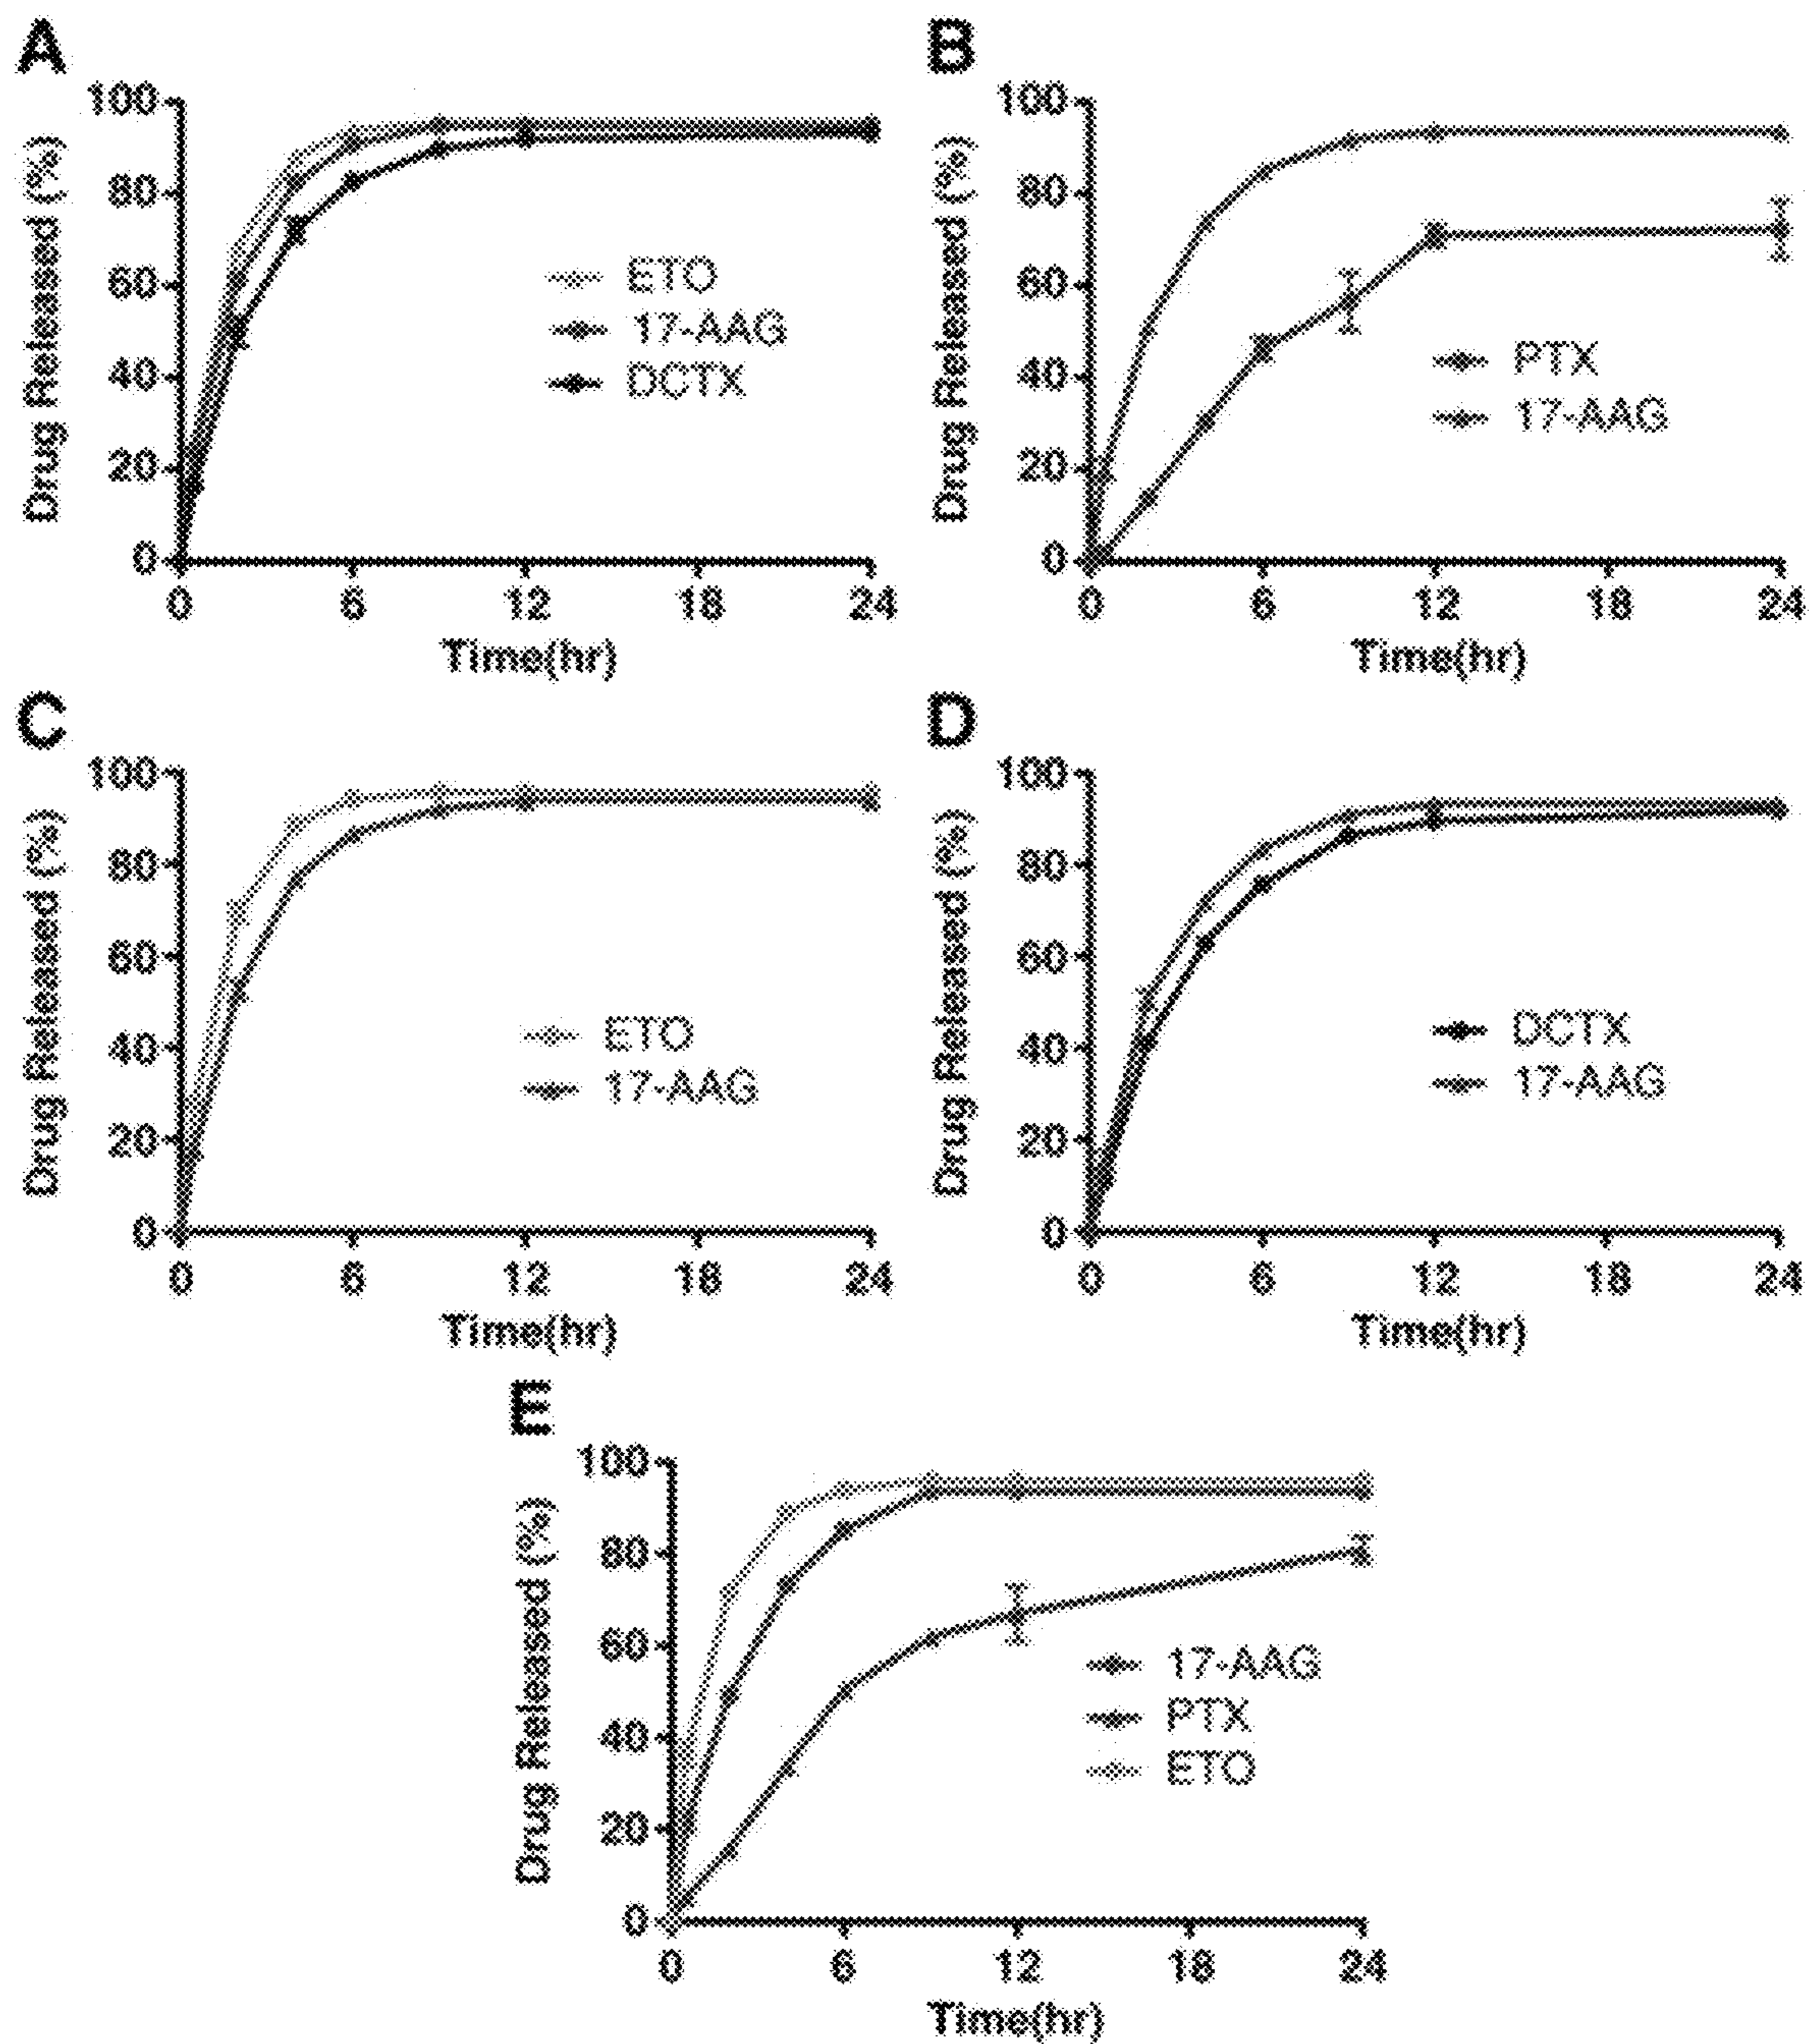 A
Drug Released (%)
100
80
60
40
20
0
ETO
17-AAG
DCTX
0 6 12 18 24
Time(hr)
B
Drug Released (%)
100
80
60
40
20
0
PTX
17-AAG
0 6 12 18 24
Time(hr)
C
Drug Released (%)
100
80
60
40
20
0
ETO
17-AAG
0 6 12 18 24
Time(hr)
D
Drug Released (%)
100
80
60
40
20
0
DCTX
17-AAG
0 6 12 18 24
Time(hr)
E
Drug Released (%)
100
80
60
40
20
0
17-AAG
PTX
ETO
0 6 12 18 24
Time(hr)